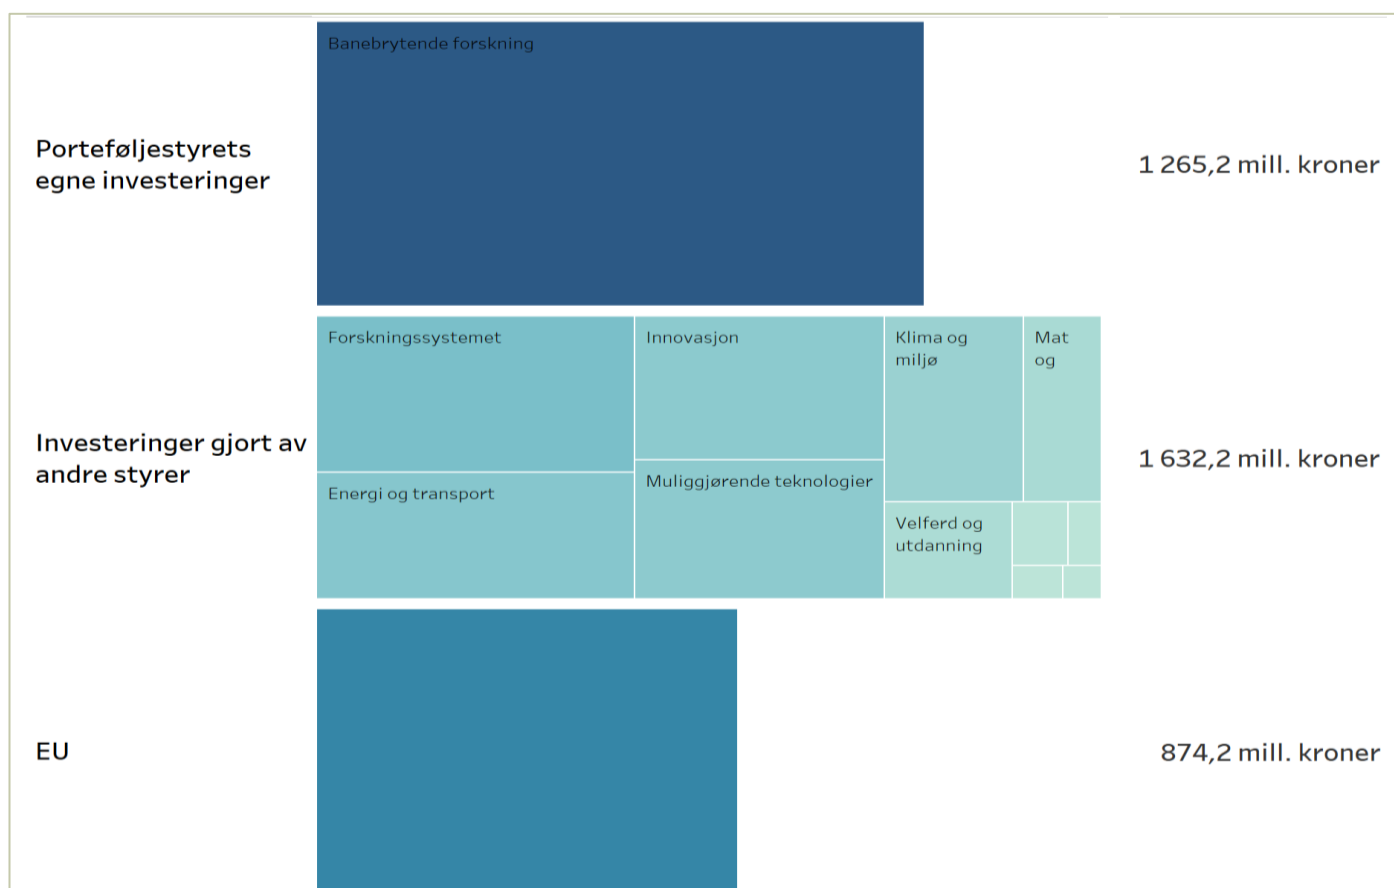 Banebrytende forskning
Porteføljestyrets
egne investeringer
1 265,2 mill. kroner
Forskningssystemet
Innovasjon
Klima og
miljø
Mat
og
Investeringer gjort av
andre styrer
1 632,2 mill. kroner
Energi og transport
Muliggjørende teknologier
Velferd og
utdanning
EU
874,2 mill. kroner